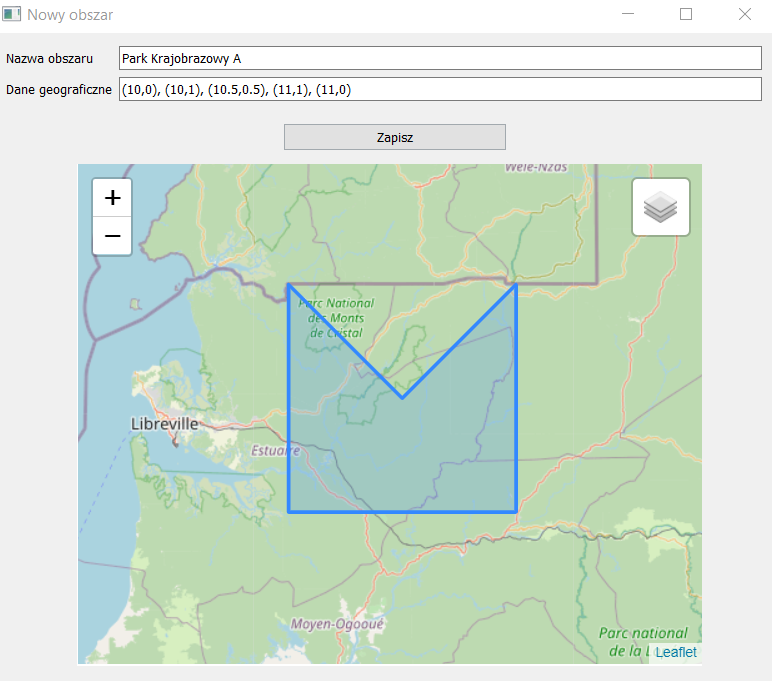 Nowy obszar
Nazwa obszaru
Park Krajobrazowy A
Dane geograficzne
(10,0), (10,1), (10.5,0.5), (11,1), (11,0)
Zapisz
Wele-Nzas
+
−
Parc National
des Monts
de Cristal
Libreville
Estuaire
Moyen-Ogooué
Parc national
de la L
Leaflet